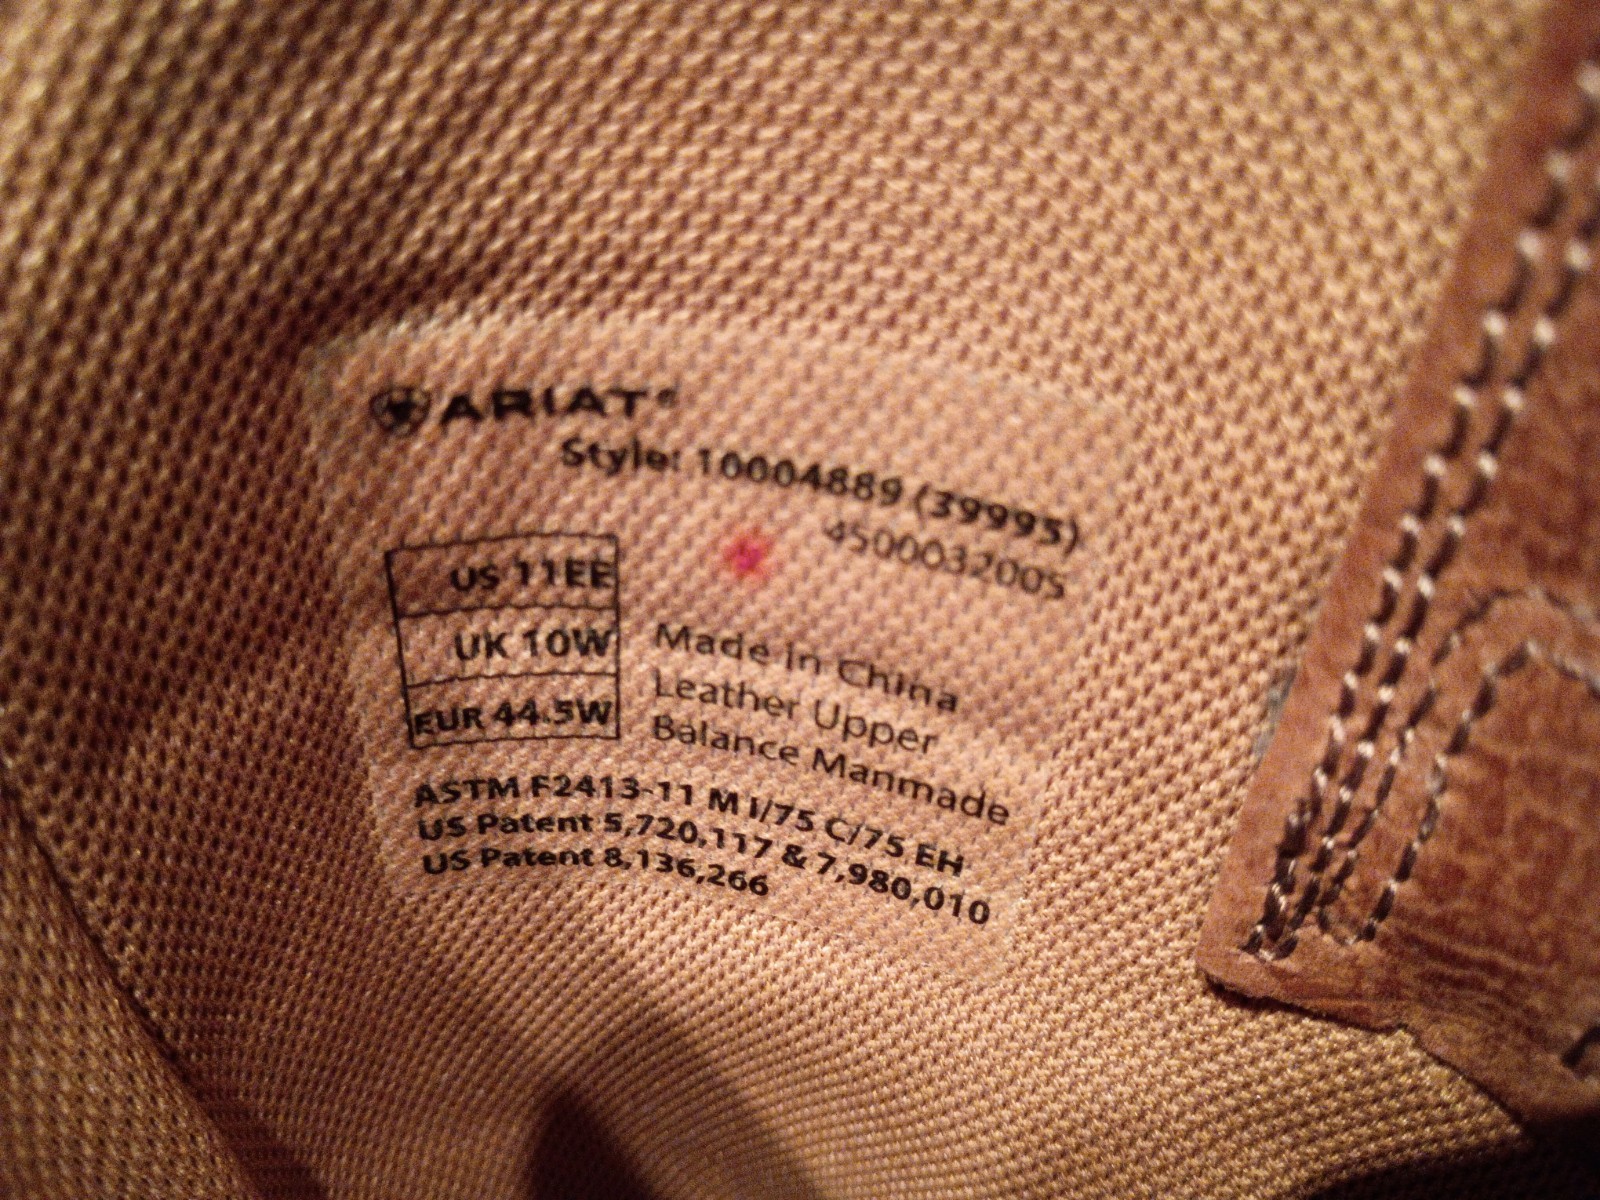 ARIAT®
Style: 10004889 (39995)
4500032005
US 11EE
UK 10W
EUR 44.5W
Made in China
Leather Upper
Balance Manmade
ASTM F2413-11 M I/75 C/75 EH
US Patent 5,720,117 & 7,980,010
US Patent 8,136,266